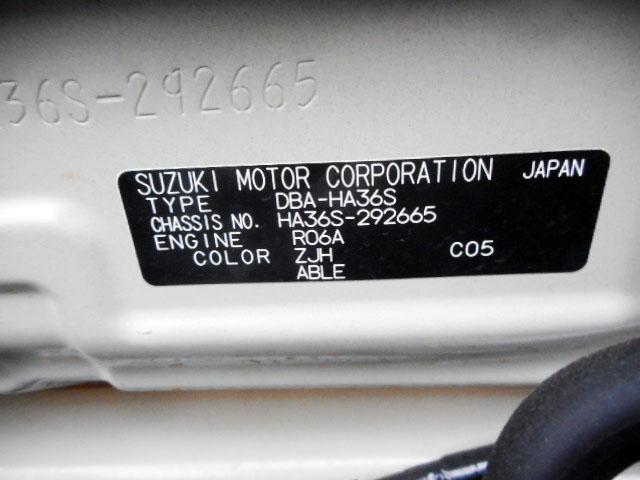 36S-292665
SUZUKI MOTOR CORPORATION JAPAN
TYPE DBA-HA36S
CHASSIS NO. HA36S-292665
ENGINE R06A
COLOR ZJH C05
ABLE